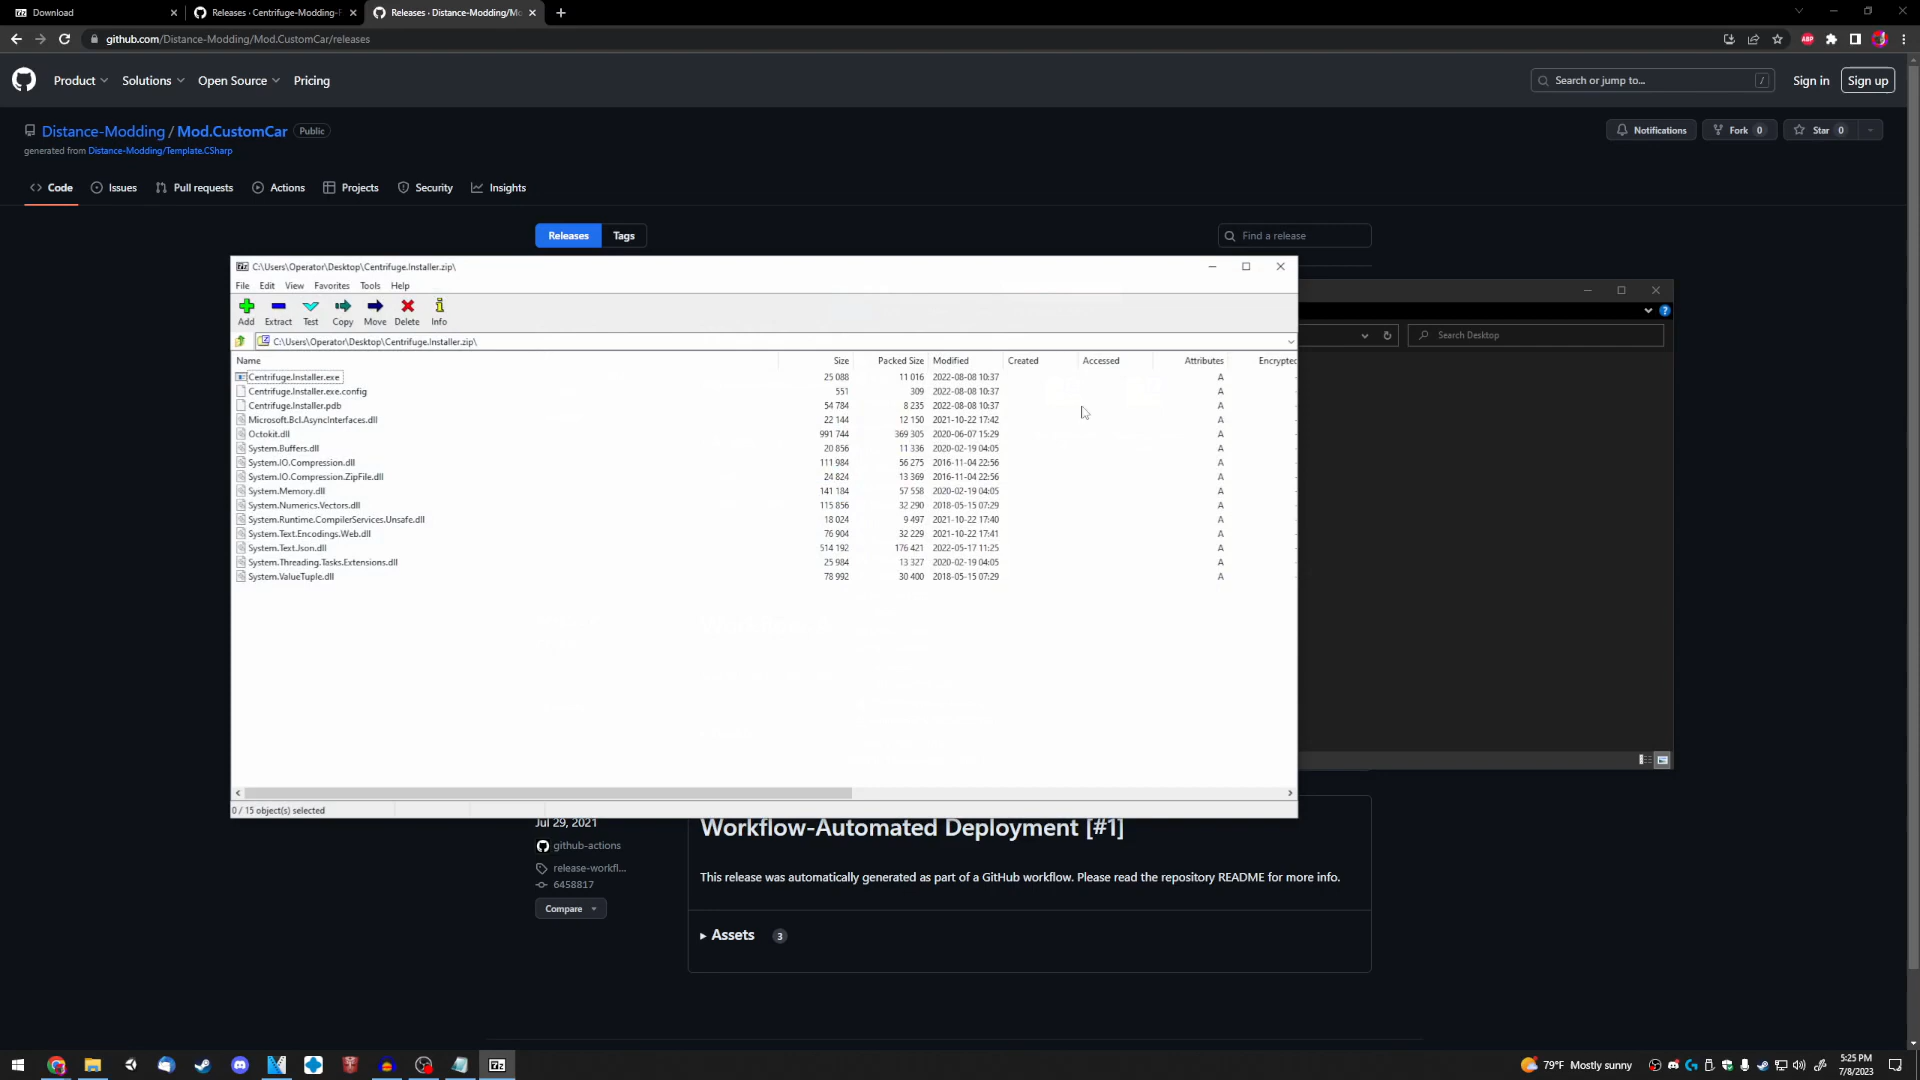 Download
Releases · Centrifuge-Modding-F
Releases · Distance-Modding/Mo
github.com/Distance-Modding/Mod.CustomCar/releases
ABP
Product
Solutions
Open Source
Pricing
Search or jump to...
/
Sign in
Sign up
Distance-Modding / Mod.CustomCar
Public
generated from Distance-Modding/Template.CSharp
Notifications
Fork 0
Star 0
Code
Issues
Pull requests
Actions
Projects
Security
Insights
Releases
Tags
Find a release
C:\Users\Operator\Desktop\Centrifuge.Installer.zip\
File Edit View Favorites Tools Help
Add Extract Test Copy Move Delete Info
C:\Users\Operator\Desktop\Centrifuge.Installer.zip\
Search Desktop
Name Size Packed Size Modified Created Accessed Attributes Encrypted
Centrifuge.Installer.exe 25 088 11 016 2022-08-08 10:37 A -
Centrifuge.Installer.exe.config 551 309 2022-08-08 10:37 A -
Centrifuge.Installer.pdb 54 784 8 235 2022-08-08 10:37 A -
Microsoft.Bcl.AsyncInterfaces.dll 22 144 12 150 2021-10-22 17:42 A -
Octokit.dll 991 744 369 305 2020-06-07 15:29 A -
System.Buffers.dll 20 856 11 336 2020-02-19 04:05 A -
System.IO.Compression.dll 111 984 56 275 2016-11-04 22:56 A -
System.IO.Compression.ZipFile.dll 24 824 13 369 2016-11-04 22:56 A -
System.Memory.dll 141 184 57 558 2020-02-19 04:05 A -
System.Numerics.Vectors.dll 115 856 32 290 2018-05-15 07:29 A -
System.Runtime.CompilerServices.Unsafe.dll 18 024 9 497 2021-10-22 17:40 A -
System.Text.Encodings.Web.dll 76 904 32 229 2021-10-22 17:41 A -
System.Text.Json.dll 514 192 176 421 2022-05-17 11:25 A -
System.Threading.Tasks.Extensions.dll 25 984 13 327 2020-02-19 04:05 A -
System.ValueTuple.dll 78 992 30 400 2018-05-15 07:29 A -
0 / 15 object(s) selected
Jul 29, 2021
github-actions
release-workfl...
6458817
Compare
Workflow-Automated Deployment [#1]
This release was automatically generated as part of a GitHub workflow. Please read the repository README for more info.
Assets 3
7z
79°F Mostly sunny
5:25 PM
7/8/2023